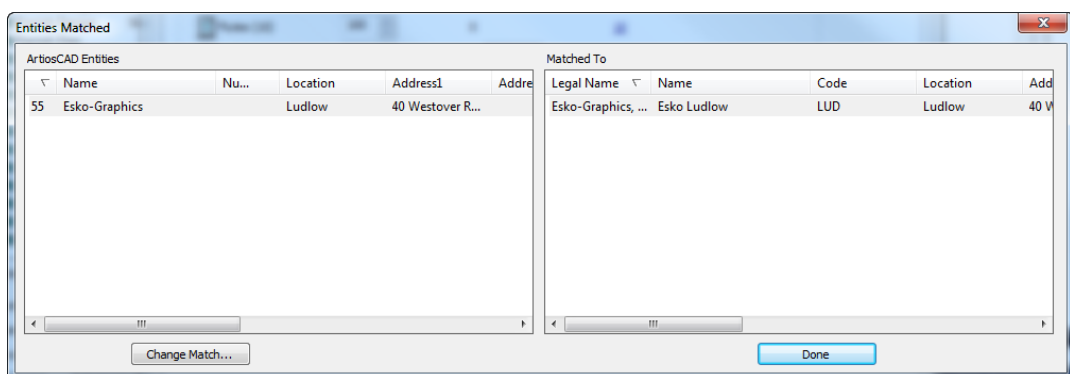 Entities Matched
ArtiosCAD Entities
Name Nu... Location Address1 Addre
55 Esko-Graphics Ludlow 40 Westover R...
Change Match...
Matched To
Legal Name Name Code Location Add
Esko-Graphics, ... Esko Ludlow LUD Ludlow 40 W
Done